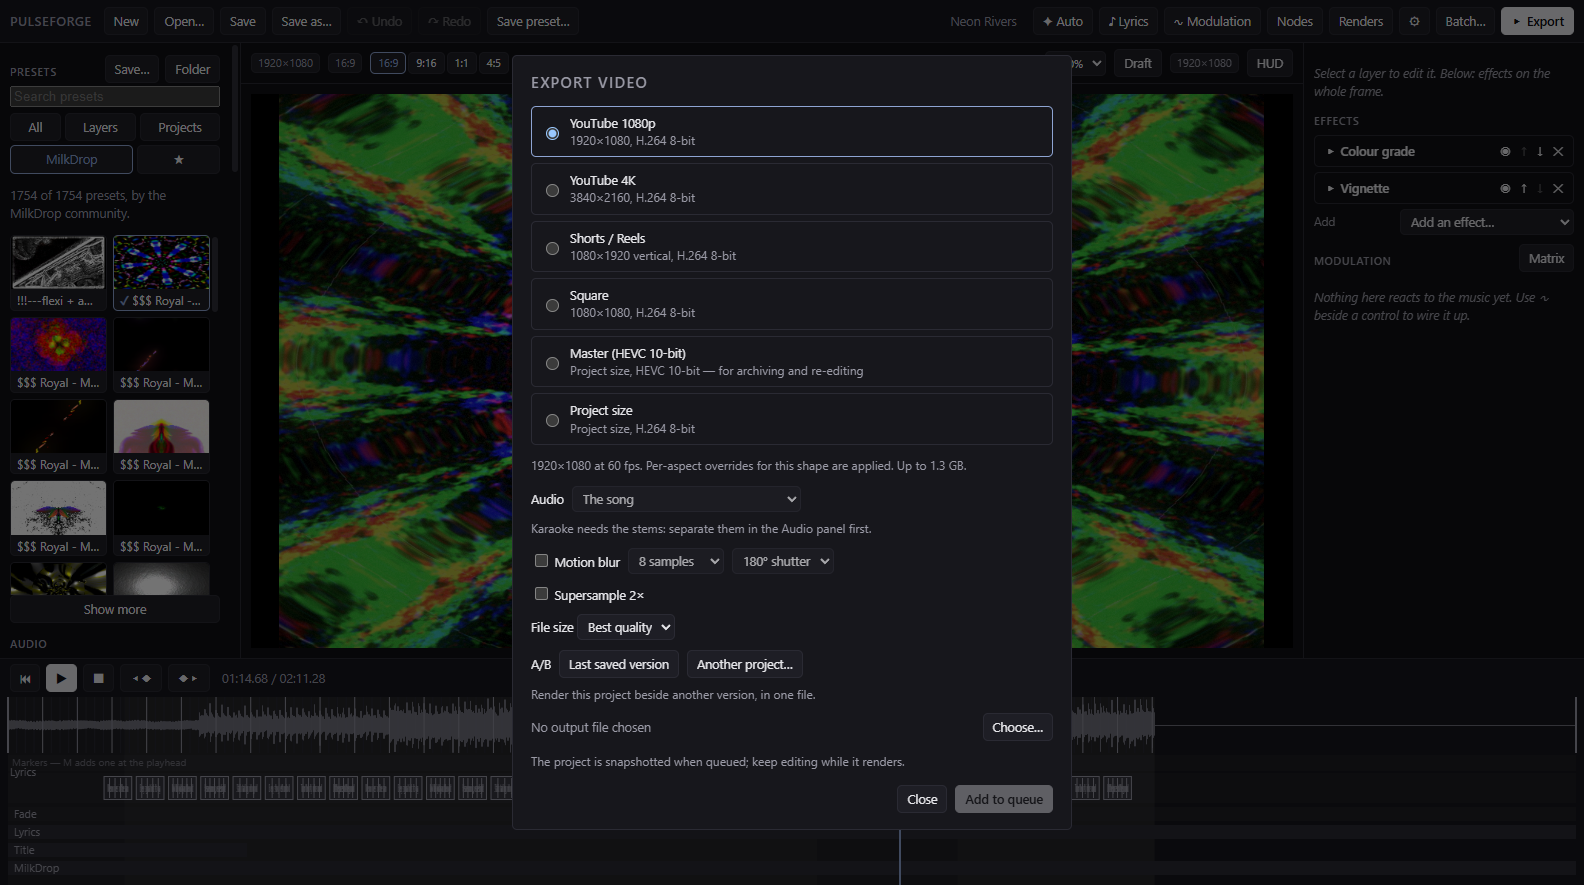 PULSEFORGE
New
Open...
Save
Save as...
Undo
Redo
Save preset...
Neon Rivers
Auto
Lyrics
Modulation
Nodes
Renders
Batch...
Export
PRESETS
Save...
Folder
Search presets
All
Layers
Projects
MilkDrop
★
1754 of 1754 presets, by the
MilkDrop community.
!!!---flexi + a...
✓ $$$ Royal -...
$$$ Royal - M...
$$$ Royal - M...
$$$ Royal - M...
$$$ Royal - M...
$$$ Royal - M...
$$$ Royal - M...
Show more
AUDIO
1920×1080
16:9
16:9
9:16
1:1
4:5
0%
Draft
1920×1080
HUD
EXPORT VIDEO
YouTube 1080p
1920×1080, H.264 8-bit
YouTube 4K
3840×2160, H.264 8-bit
Shorts / Reels
1080×1920 vertical, H.264 8-bit
Square
1080×1080, H.264 8-bit
Master (HEVC 10-bit)
Project size, HEVC 10-bit — for archiving and re-editing
Project size
Project size, H.264 8-bit
1920×1080 at 60 fps. Per-aspect overrides for this shape are applied. Up to 1.3 GB.
Audio
The song
Karaoke needs the stems: separate them in the Audio panel first.
Motion blur
8 samples
180° shutter
Supersample 2×
File size
Best quality
A/B
Last saved version
Another project...
Render this project beside another version, in one file.
No output file chosen
Choose...
The project is snapshotted when queued; keep editing while it renders.
Close
Add to queue
Select a layer to edit it. Below: effects on the
whole frame.
EFFECTS
Colour grade
Vignette
Add
Add an effect...
MODULATION
Matrix
Nothing here reacts to the music yet. Use ∿
beside a control to wire it up.
01:14.68 / 02:11.28
Markers — M adds one at the playhead
Lyrics
Fade
Lyrics
Title
MilkDrop